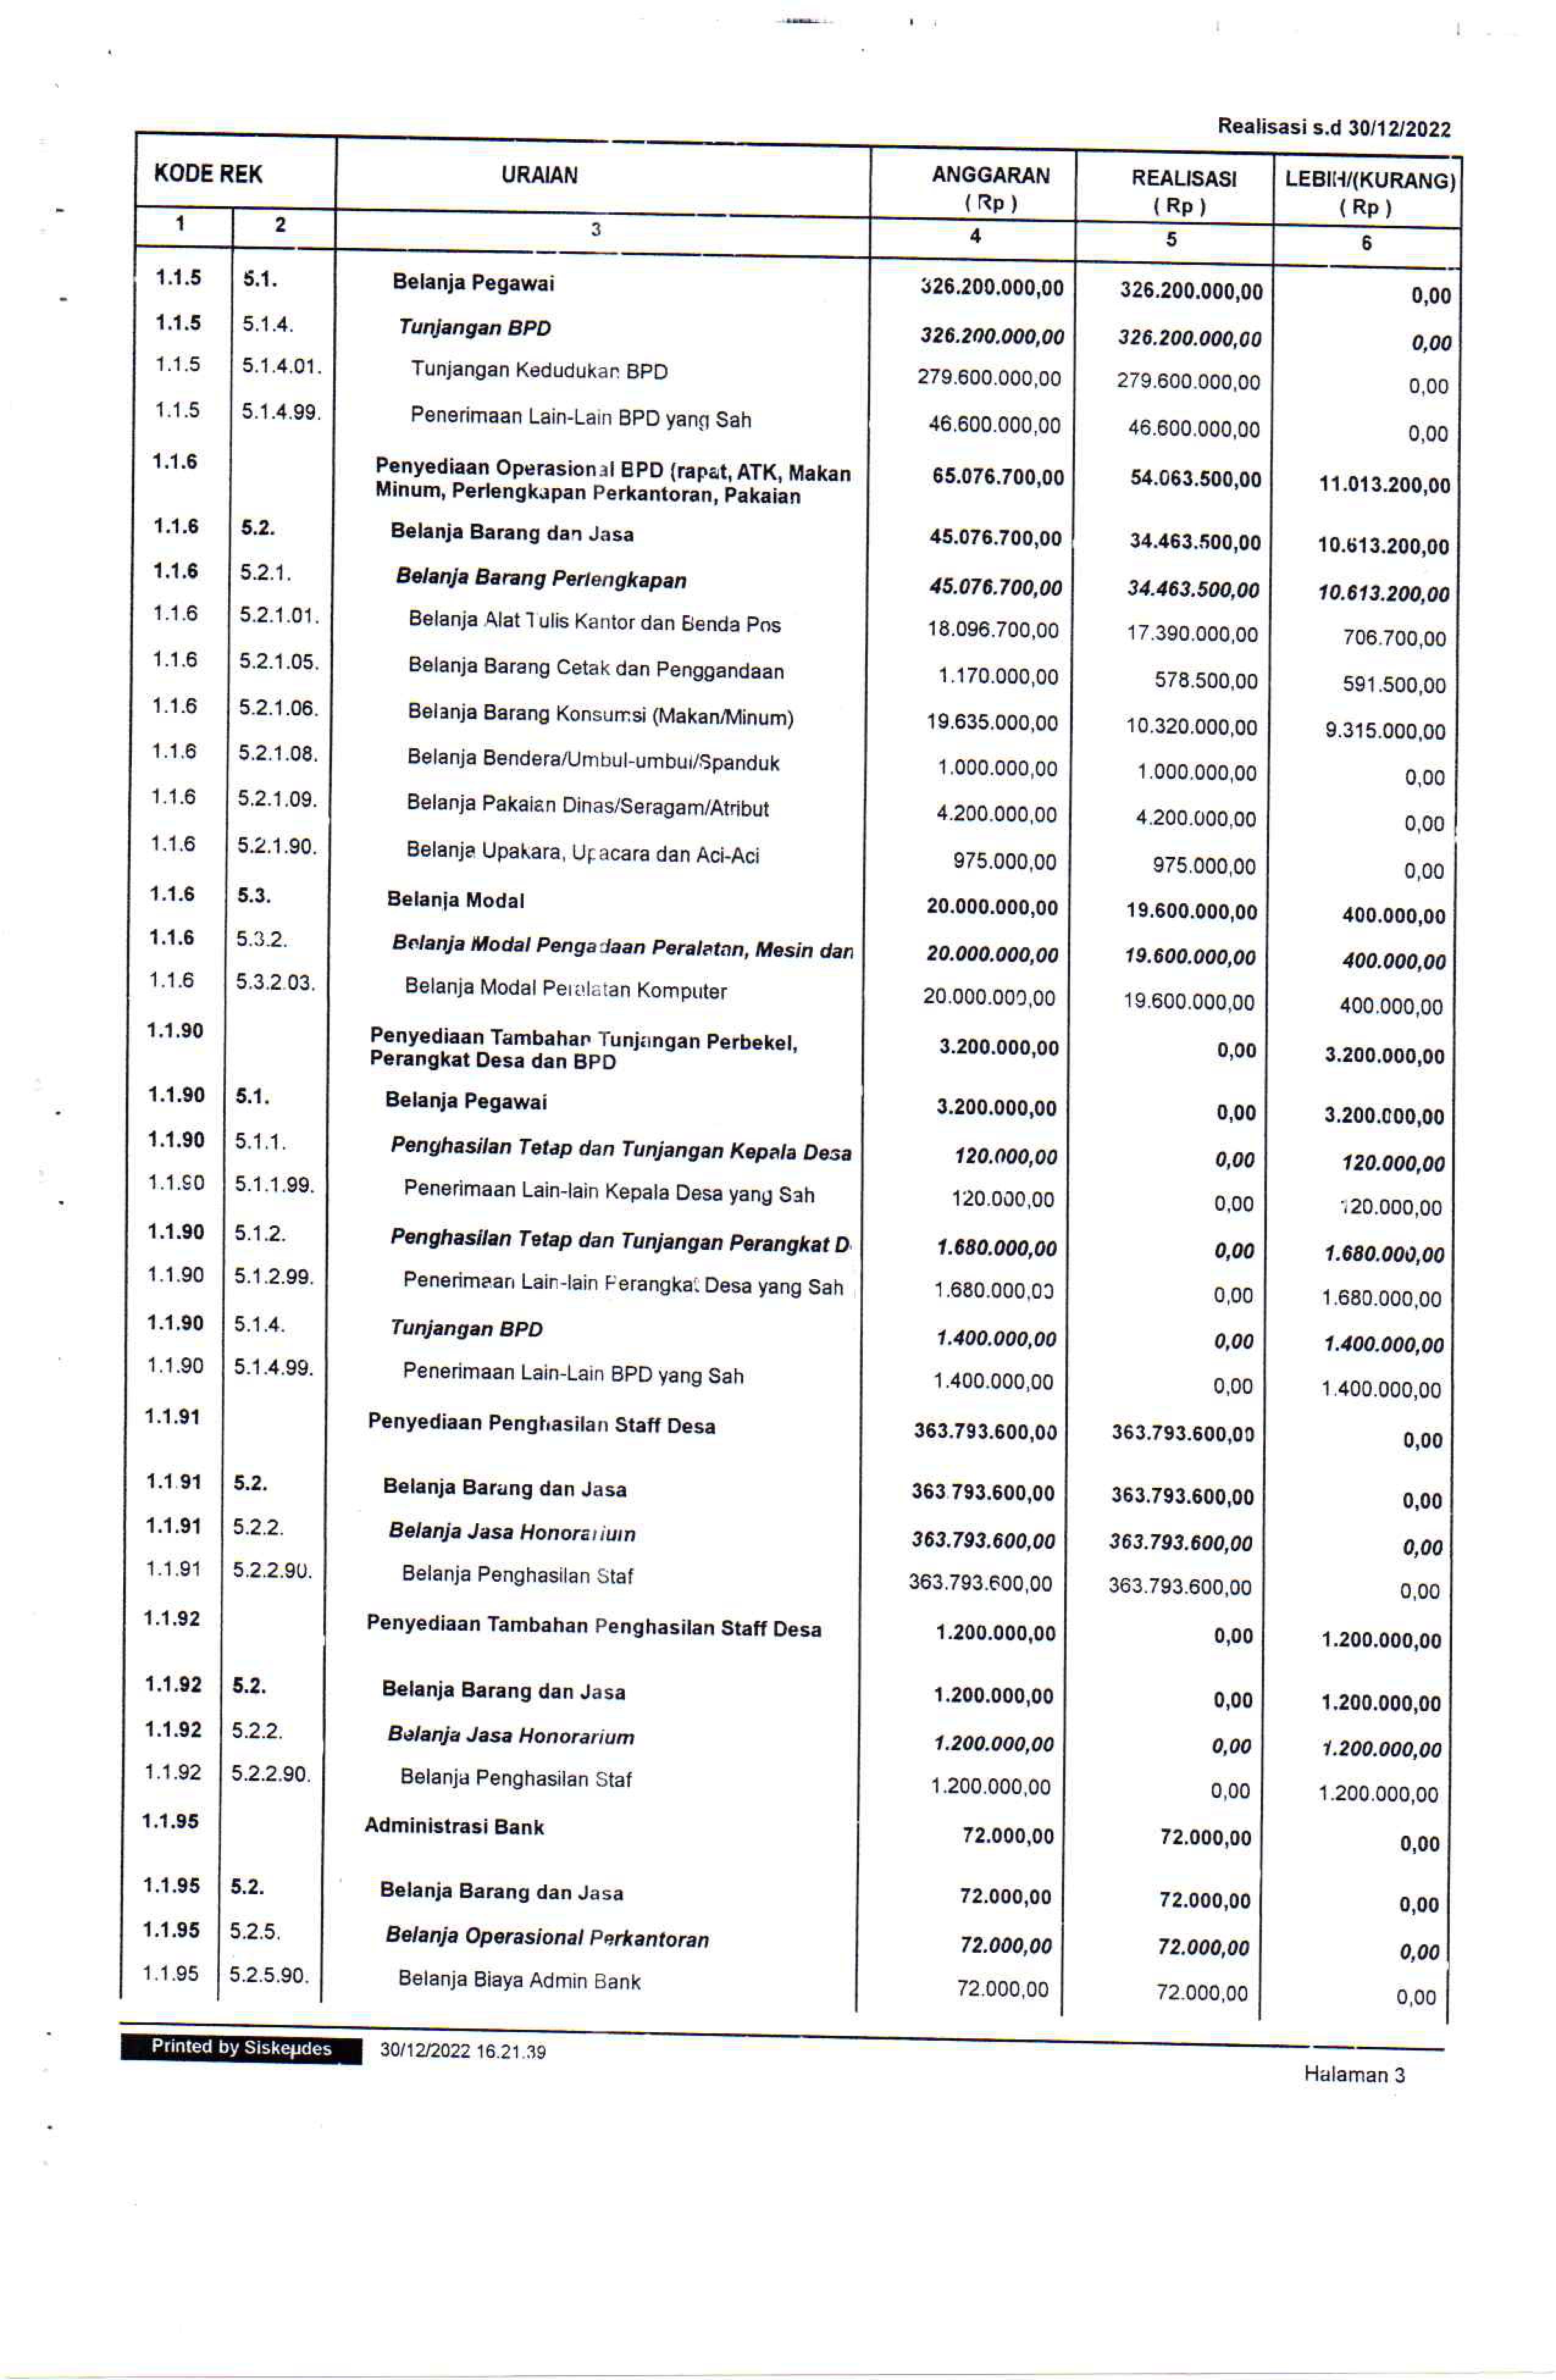 Realisasi s.d 30/12/2022
KODE REK URAIAN ANGGARAN REALISASI LEBIH/(KURANG)
( Rp ) ( Rp ) ( Rp )
1 2 3 4 5 6
1.1.5 5.1. Belanja Pegawai 326.200.000,00 326.200.000,00 0,00
1.1.5 5.1.4. Tunjangan BPD 326.200.000,00 326.200.000,00 0,00
1.1.5 5.1.4.01. Tunjangan Kedudukan BPD 279.600.000,00 279.600.000,00 0,00
1.1.5 5.1.4.99. Penerimaan Lain-Lain BPD yang Sah 46.600.000,00 46.600.000,00 0,00
1.1.6 Penyediaan Operasional BPD (rapat, ATK, Makan 65.076.700,00 54.063.500,00 11.013.200,00
Minum, Perlengkapan Perkantoran, Pakaian
1.1.6 5.2. Belanja Barang dan Jasa 45.076.700,00 34.463.500,00 10.613.200,00
1.1.6 5.2.1. Belanja Barang Perlengkapan 45.076.700,00 34.463.500,00 10.613.200,00
1.1.6 5.2.1.01. Belanja Alat Tulis Kantor dan Benda Pos 18.096.700,00 17.390.000,00 706.700,00
1.1.6 5.2.1.05. Belanja Barang Cetak dan Penggandaan 1.170.000,00 578.500,00 591.500,00
1.1.6 5.2.1.06. Belanja Barang Konsumsi (Makan/Minum) 19.635.000,00 10.320.000,00 9.315.000,00
1.1.6 5.2.1.08. Belanja Bendera/Umbul-umbul/Spanduk 1.000.000,00 1.000.000,00 0,00
1.1.6 5.2.1.09. Belanja Pakaian Dinas/Seragam/Atribut 4.200.000,00 4.200.000,00 0,00
1.1.6 5.2.1.90. Belanja Upakara, Upacara dan Aci-Aci 975.000,00 975.000,00 0,00
1.1.6 5.3. Belanja Modal 20.000.000,00 19.600.000,00 400.000,00
1.1.6 5.3.2. Belanja Modal Pengadaan Peralatan, Mesin dan 20.000.000,00 19.600.000,00 400.000,00
1.1.6 5.3.2.03. Belanja Modal Peralatan Komputer 20.000.000,00 19.600.000,00 400.000,00
1.1.90 Penyediaan Tambahan Tunjangan Perbekel, 3.200.000,00 0,00 3.200.000,00
Perangkat Desa dan BPD
1.1.90 5.1. Belanja Pegawai 3.200.000,00 0,00 3.200.000,00
1.1.90 5.1.1. Penghasilan Tetap dan Tunjangan Kepala Desa 120.000,00 0,00 120.000,00
1.1.90 5.1.1.99. Penerimaan Lain-lain Kepala Desa yang Sah 120.000,00 0,00 120.000,00
1.1.90 5.1.2. Penghasilan Tetap dan Tunjangan Perangkat D 1.680.000,00 0,00 1.680.000,00
1.1.90 5.1.2.99. Penerimaan Lain-lain Perangkat Desa yang Sah 1.680.000,00 0,00 1.680.000,00
1.1.90 5.1.4. Tunjangan BPD 1.400.000,00 0,00 1.400.000,00
1.1.90 5.1.4.99. Penerimaan Lain-Lain BPD yang Sah 1.400.000,00 0,00 1.400.000,00
1.1.91 Penyediaan Penghasilan Staff Desa 363.793.600,00 363.793.600,00 0,00
1.1.91 5.2. Belanja Barang dan Jasa 363.793.600,00 363.793.600,00 0,00
1.1.91 5.2.2. Belanja Jasa Honorarium 363.793.600,00 363.793.600,00 0,00
1.1.91 5.2.2.90. Belanja Penghasilan Staf 363.793.600,00 363.793.600,00 0,00
1.1.92 Penyediaan Tambahan Penghasilan Staff Desa 1.200.000,00 0,00 1.200.000,00
1.1.92 5.2. Belanja Barang dan Jasa 1.200.000,00 0,00 1.200.000,00
1.1.92 5.2.2. Belanja Jasa Honorarium 1.200.000,00 0,00 1.200.000,00
1.1.92 5.2.2.90. Belanja Penghasilan Staf 1.200.000,00 0,00 1.200.000,00
1.1.95 Administrasi Bank 72.000,00 72.000,00 0,00
1.1.95 5.2. Belanja Barang dan Jasa 72.000,00 72.000,00 0,00
1.1.95 5.2.5. Belanja Operasional Perkantoran 72.000,00 72.000,00 0,00
1.1.95 5.2.5.90. Belanja Biaya Admin Bank 72.000,00 72.000,00 0,00
Printed by Siskeudes 30/12/2022 16.21.39
Halaman 3